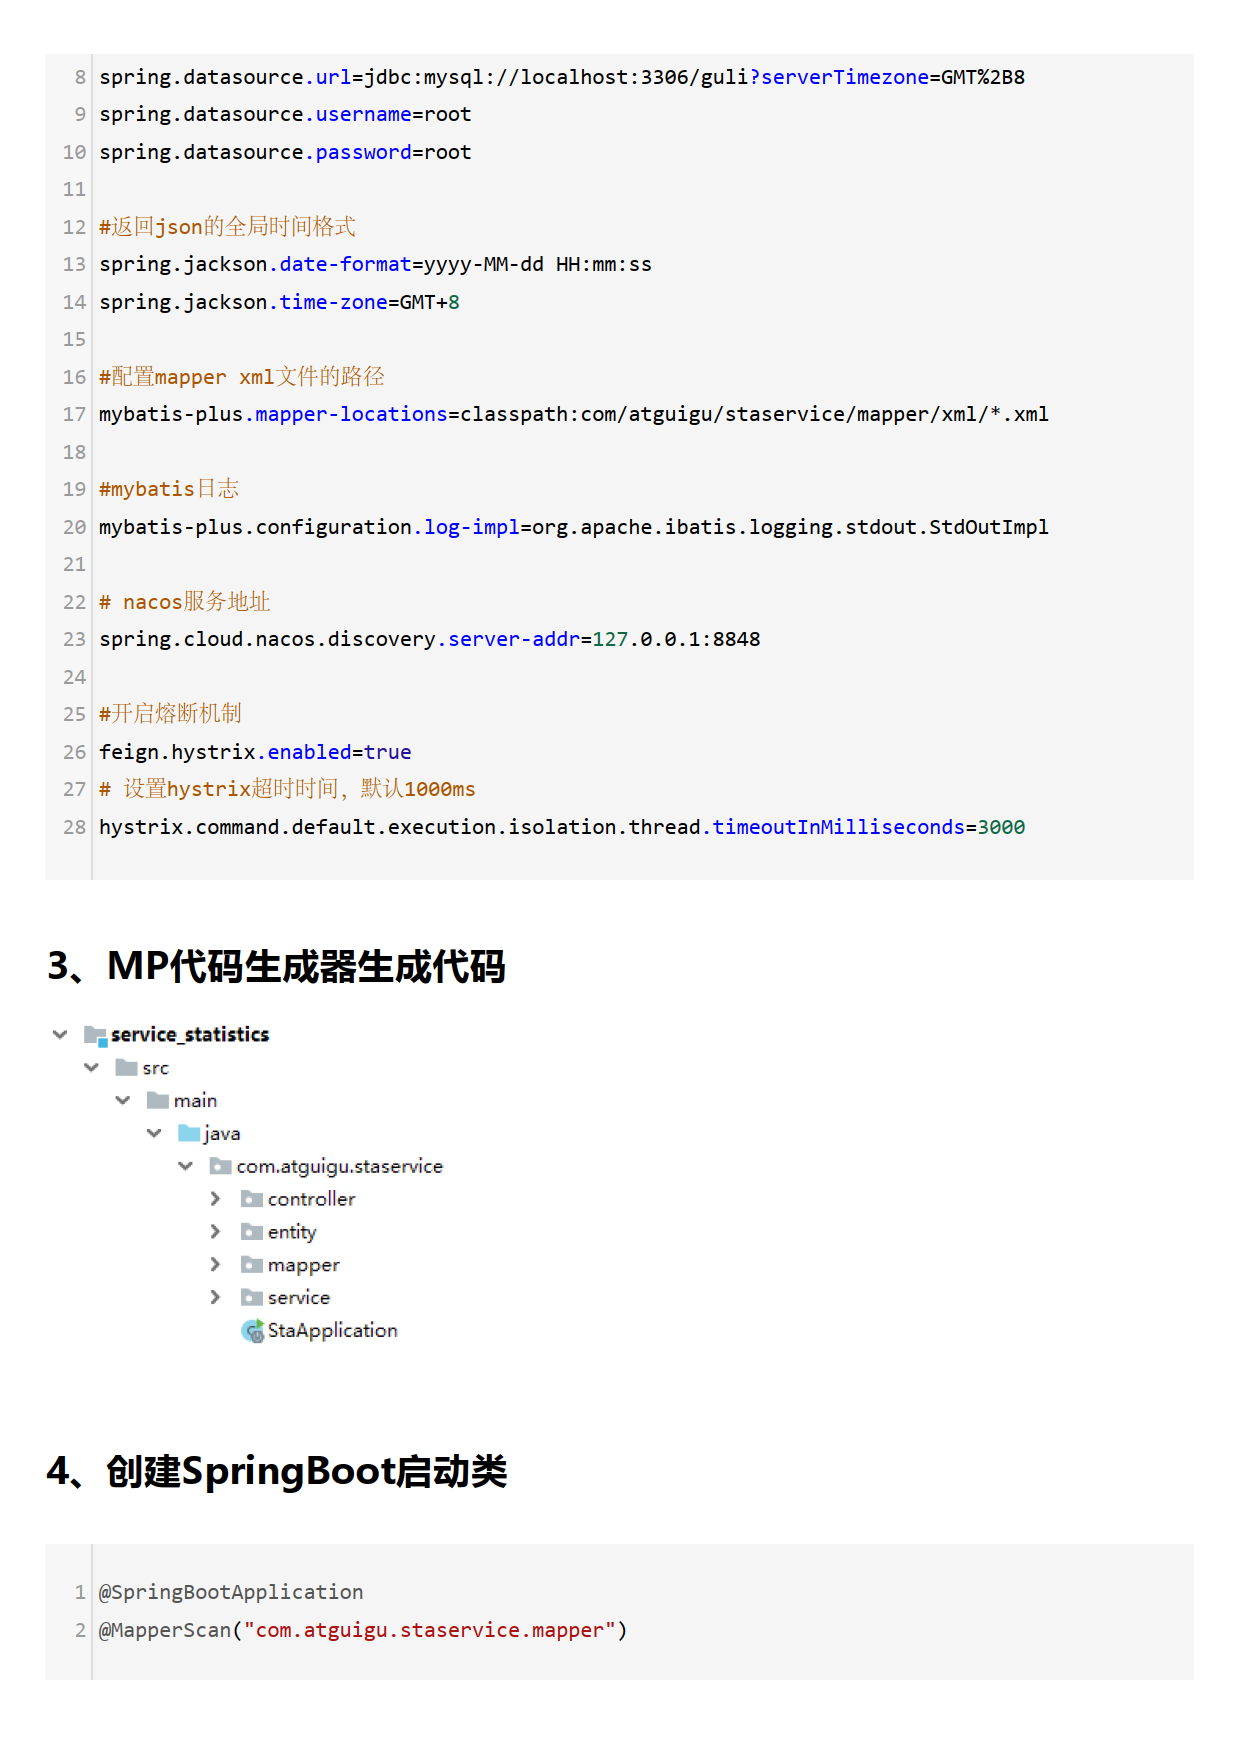 8 spring.datasource.url=jdbc:mysql://localhost:3306/guli?serverTimezone=GMT%2B8
9 spring.datasource.username=root
10 spring.datasource.password=root
11
12 #返回json的全局时间格式
13 spring.jackson.date-format=yyyy-MM-dd HH:mm:ss
14 spring.jackson.time-zone=GMT+8
15
16 #配置mapper xml文件的路径
17 mybatis-plus.mapper-locations=classpath:com/atguigu/staservice/mapper/xml/*.xml
18
19 #mybatis日志
20 mybatis-plus.configuration.log-impl=org.apache.ibatis.logging.stdout.StdOutImpl
21
22 # nacos服务地址
23 spring.cloud.nacos.discovery.server-addr=127.0.0.1:8848
24
25 #开启熔断机制
26 feign.hystrix.enabled=true
27 # 设置hystrix超时时间，默认1000ms
28 hystrix.command.default.execution.isolation.thread.timeoutInMilliseconds=3000
3、MP代码生成器生成代码
service_statistics
src
main
java
com.atguigu.staservice
controller
entity
mapper
service
StaApplication
4、创建SpringBoot启动类
1 @SpringBootApplication
2 @MapperScan("com.atguigu.staservice.mapper")